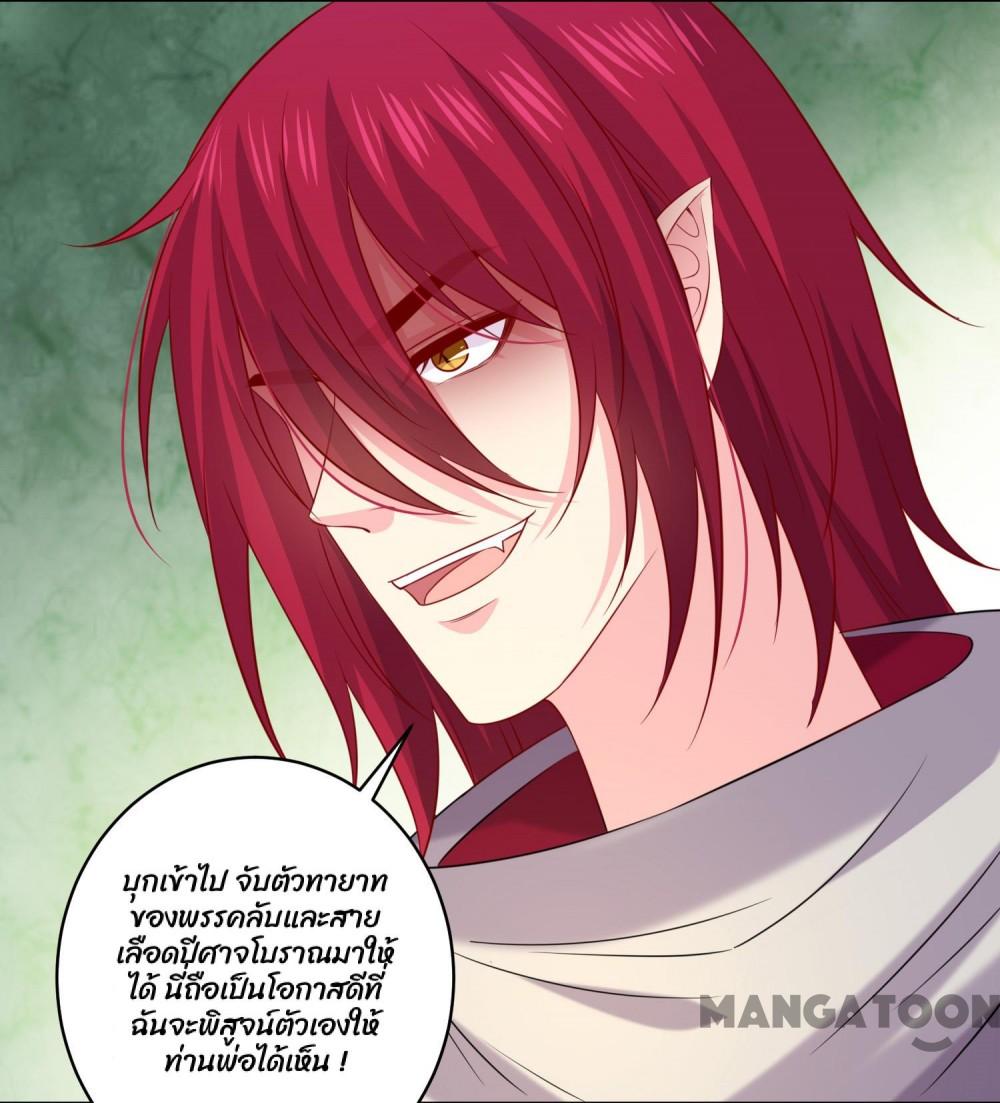 บุกเข้าไป จับตัวทายาท
ของพรรคลับและสาย
เลือดปีศาจโบราณมาให้
ได้ นี่ถือเป็นโอกาสดีที่
ฉันจะพิสูจน์ตัวเองให้
ท่านพ่อได้เห็น !
MANGATOON